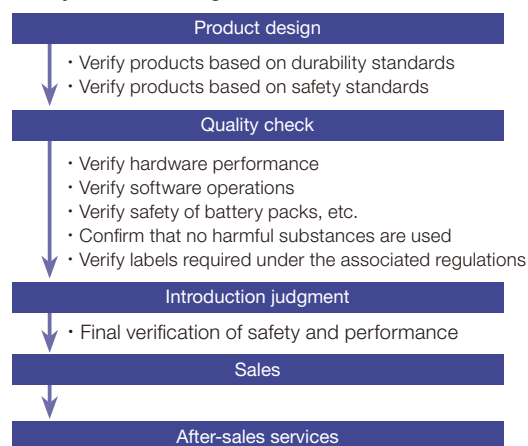 Product design
・Verify products based on durability standards
・Verify products based on safety standards
Quality check
・Verify hardware performance
・Verify software operations
・Verify safety of battery packs, etc.
・Confirm that no harmful substances are used
・Verify labels required under the associated regulations
Introduction judgment
・Final verification of safety and performance
Sales
After-sales services